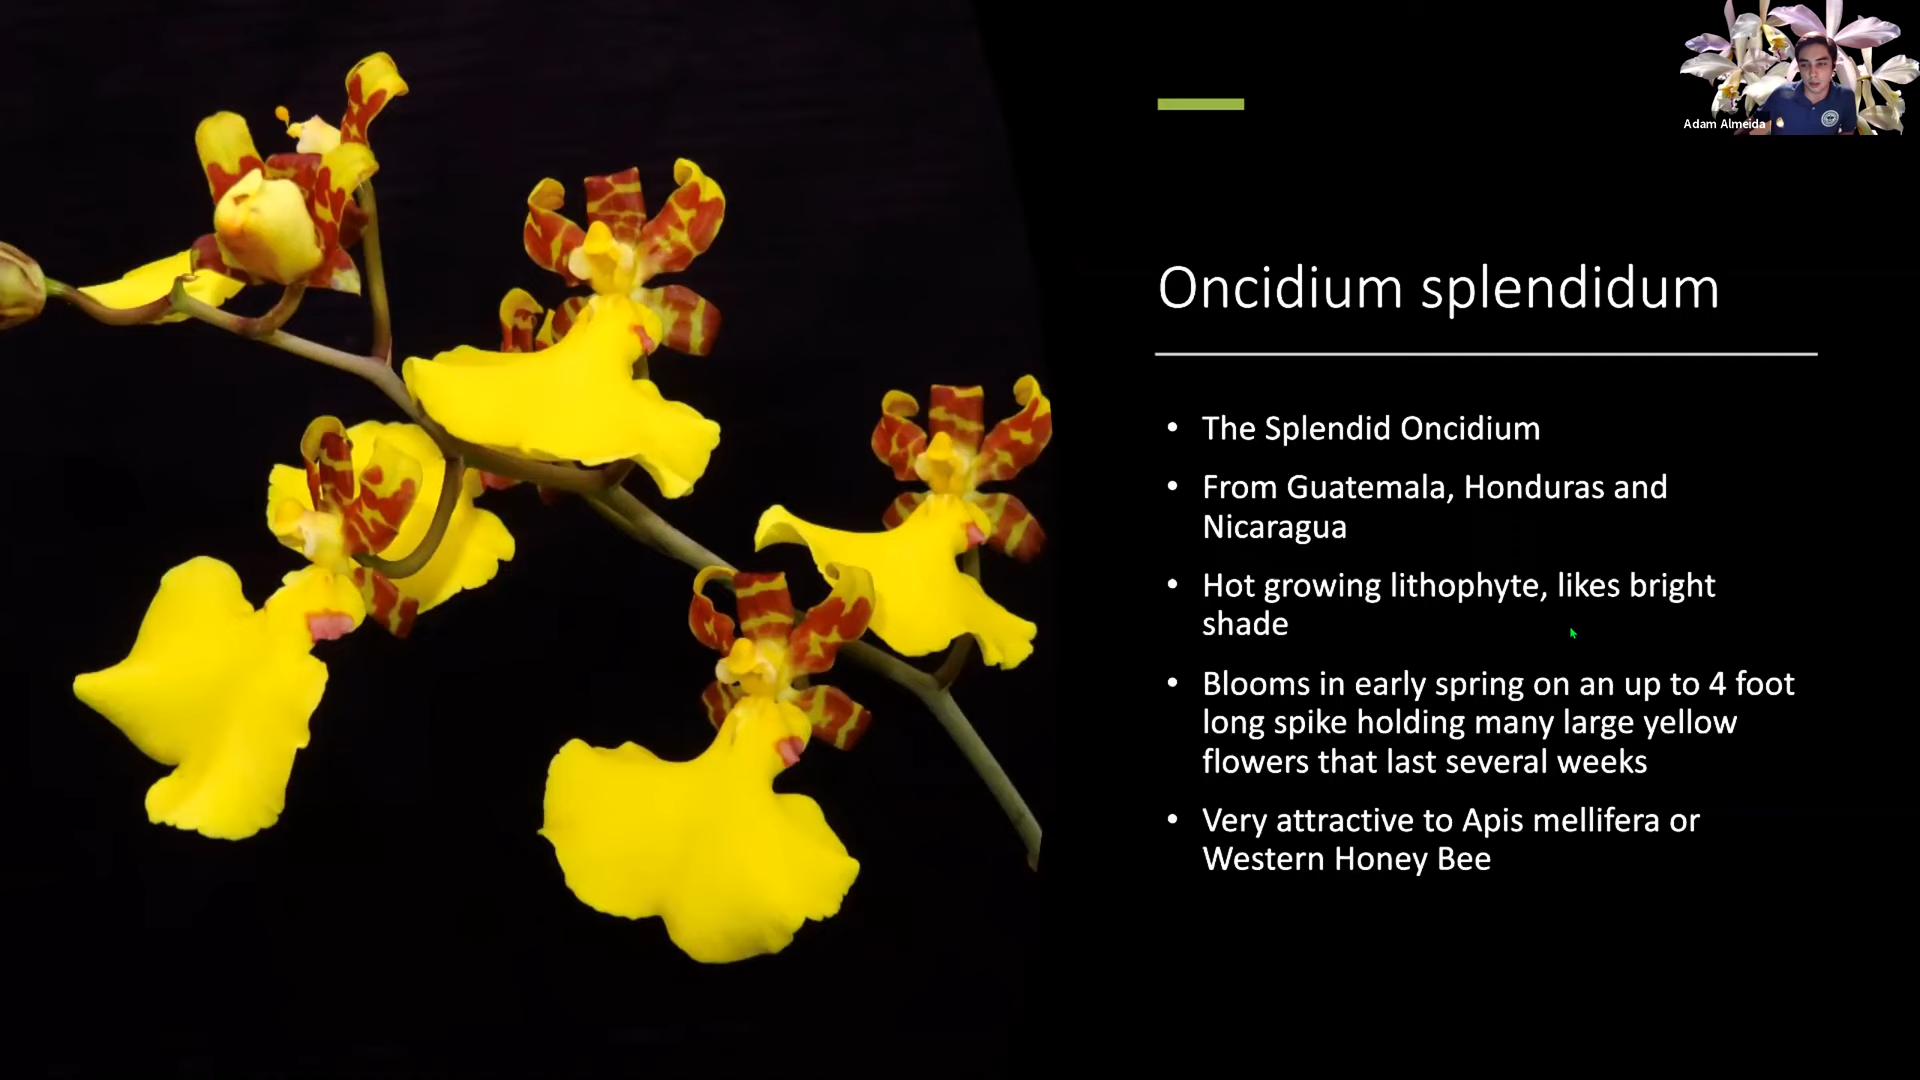 Adam Almeida
Oncidium splendidum
• The Splendid Oncidium
• From Guatemala, Honduras and
Nicaragua
• Hot growing lithophyte, likes bright
shade
• Blooms in early spring on an up to 4 foot
long spike holding many large yellow
flowers that last several weeks
• Very attractive to Apis mellifera or
Western Honey Bee